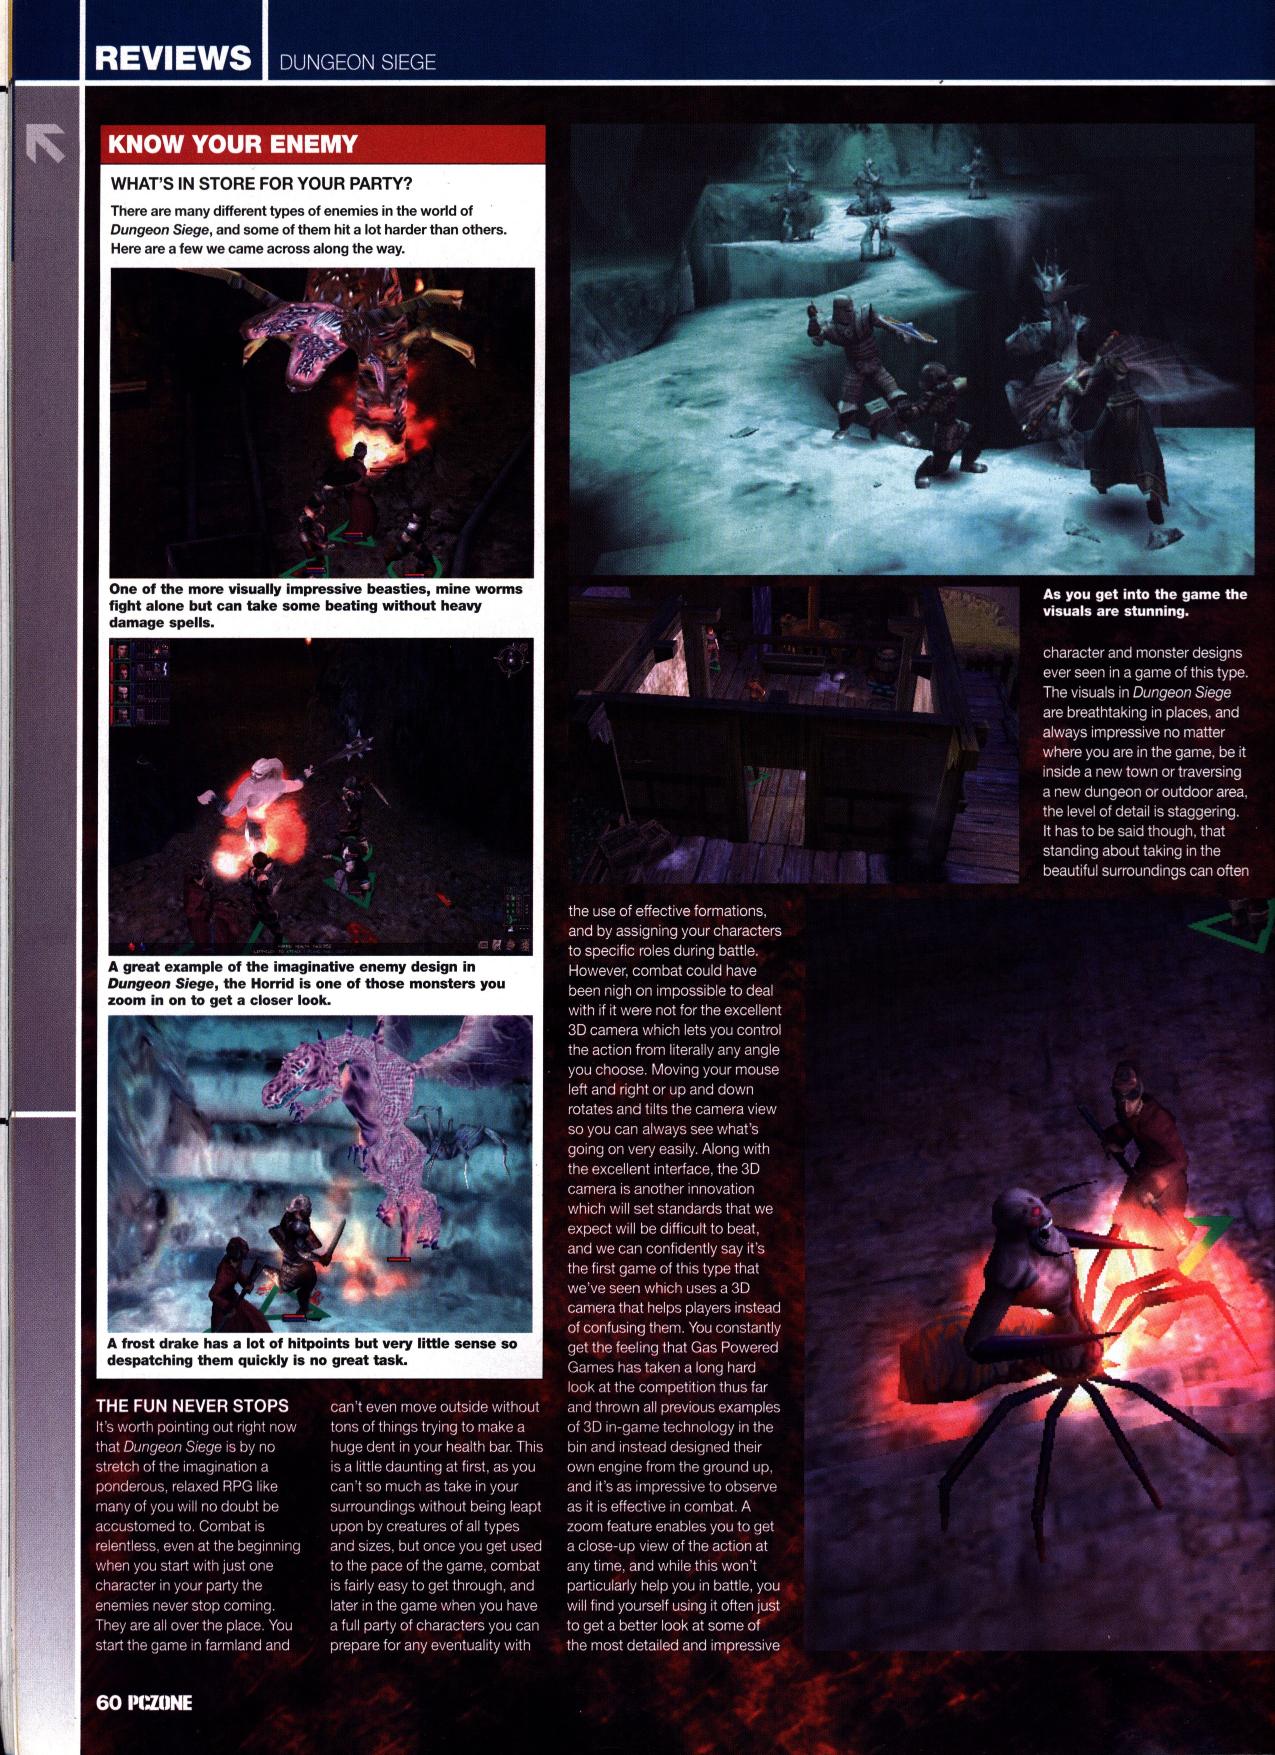 REVIEWS
DUNGEON SIEGE
KNOW YOUR ENEMY
WHAT'S IN STORE FOR YOUR PARTY?
There are many different types of enemies in the world of
Dungeon Siege, and some of them hit a lot harder than others.
Here are a few we came across along the way.
One of the more visually impressive beasties, mine worms
fight alone but can take some beating without heavy
damage spells.
A great example of the imaginative enemy design in
Dungeon Siege, the Horrid is one of those monsters you
zoom in on to get a closer look.
A frost drake has a lot of hitpoints but very little sense so
despatching them quickly is no great task.
THE FUN NEVER STOPS
It's worth pointing out right now
that Dungeon Siege is by no
stretch of the imagination a
ponderous, relaxed RPG like
many of you will no doubt be
accustomed to. Combat is
relentless, even at the beginning
when you start with just one
character in your party the
enemies never stop coming.
They are all over the place. You
start the game in farmland and
can't even move outside without
tons of things trying to make a
huge dent in your health bar. This
is a little daunting at first, as you
can't so much as take in your
surroundings without being leapt
upon by creatures of all types
and sizes, but once you get used
to the pace of the game, combat
is fairly easy to get through, and
later in the game when you have
a full party of characters you can
prepare for any eventuality with
the use of effective formations,
and by assigning your characters
to specific roles during battle.
However, combat could have
been nigh on impossible to deal
with if it were not for the excellent
3D camera which lets you control
the action from literally any angle
you choose. Moving your mouse
left and right or up and down
rotates and tilts the camera view
so you can always see what's
going on very easily. Along with
the excellent interface, the 3D
camera is another innovation
which will set standards that we
expect will be difficult to beat,
and we can confidently say it's
the first game of this type that
we've seen which uses a 3D
camera that helps players instead
of confusing them. You constantly
get the feeling that Gas Powered
Games has taken a long hard
look at the competition thus far
and thrown all previous examples
of 3D in-game technology in the
bin and instead designed their
own engine from the ground up,
and it's as impressive to observe
as it is effective in combat. A
zoom feature enables you to get
a close-up view of the action at
any time, and while this won't
particularly help you in battle, you
will find yourself using it often just
to get a better look at some of
the most detailed and impressive
As you get into the game the
visuals are stunning.
character and monster designs
ever seen in a game of this type.
The visuals in Dungeon Siege
are breathtaking in places, and
always impressive no matter
where you are in the game, be it
inside a new town or traversing
a new dungeon or outdoor area,
the level of detail is staggering.
It has to be said though, that
standing about taking in the
beautiful surroundings can often
60 PCZONE